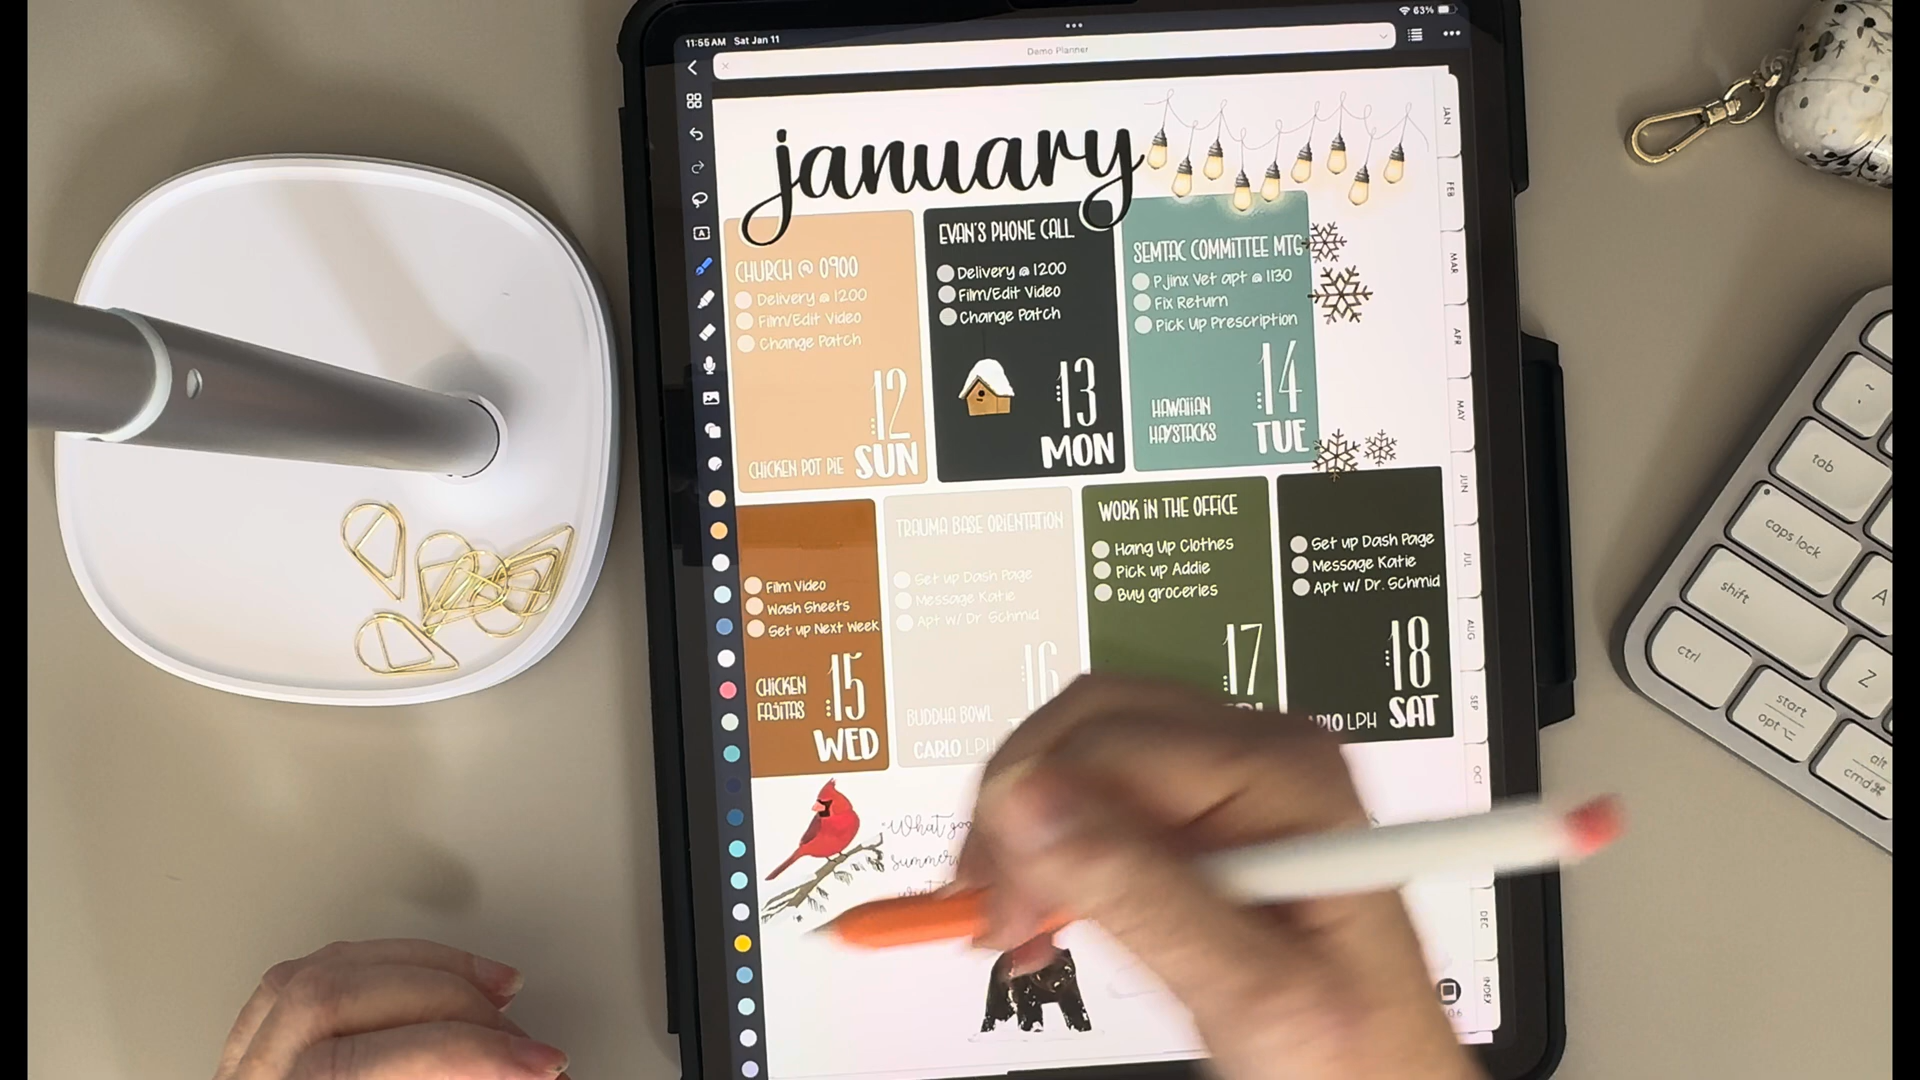 11:55 AM Sat Jan 11
63%
Demo Planner
january
CHURCH @ 0900
Delivery @ 1200
Film/Edit Video
Change Patch
12
CHICKEN POT PIE SUN
EVAN'S PHONE CALL
Delivery @ 1200
Film/Edit Video
Change Patch
13
MON
SEMTAC COMMITTEE MTG
PJinx Vet apt @ 1130
Fix Return
Pick Up Prescription
14
HAWAIIAN
HAYSTACKS
TUE
Film Video
Wash Sheets
Set up Next Week
CHICKEN
FAJITAS
15
WED
TRAUMA BASE ORIENTATION
Set up Dash Page
Message Katie
Apt w/ Dr. Schmid
16
BUDDHA BOWL
CARLO LPH
WORK IN THE OFFICE
Hang Up Clothes
Pick up Addie
Buy groceries
17
Set up Dash Page
Message Katie
Apt w/ Dr. Schmid
18
LPH SAT
"What
JAN
FEB
MAR
APR
MAY
JUN
JUL
AUG
SEP
OCT
DEC
INDEX
tab
caps lock
A
shift
Z
ctrl
start
opt
alt
cmd